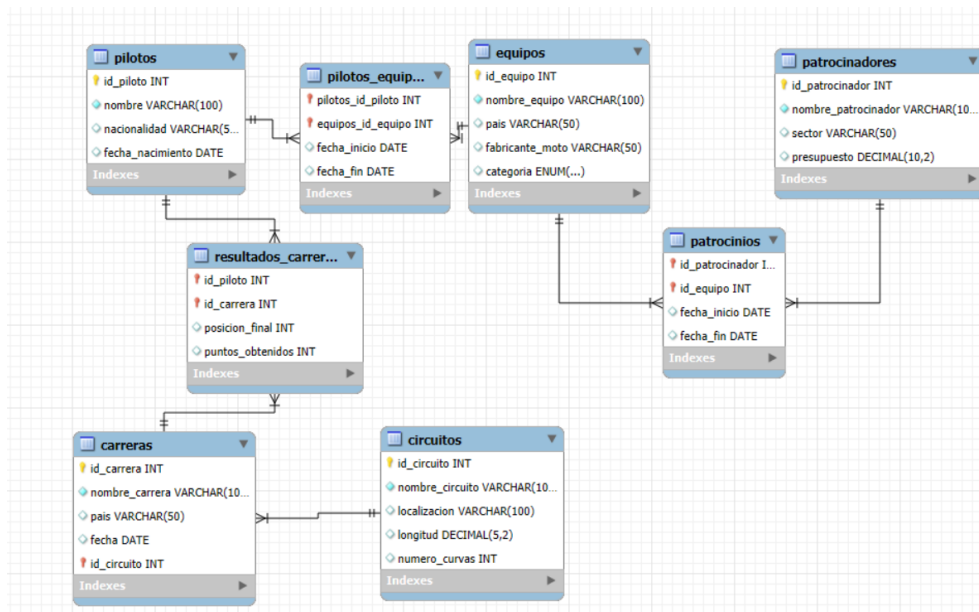 pilotos
id_piloto INT
nombre VARCHAR(100)
nacionalidad VARCHAR(5...
fecha_nacimiento DATE
Indexes
pilotos_equip...
pilotos_id_piloto INT
equipos_id_equipo INT
fecha_inicio DATE
fecha_fin DATE
Indexes
equipos
id_equipo INT
nombre_equipo VARCHAR(100)
pais VARCHAR(50)
fabricante_moto VARCHAR(50)
categoria ENUM(...)
Indexes
patrocinadores
id_patrocinador INT
nombre_patrocinador VARCHAR(10...
sector VARCHAR(50)
presupuesto DECIMAL(10,2)
Indexes
resultados_carrer...
id_piloto INT
id_carrera INT
posicion_final INT
puntos_obtenidos INT
Indexes
patrocinios
id_patrocinador I...
id_equipo INT
fecha_inicio DATE
fecha_fin DATE
Indexes
carreras
id_carrera INT
nombre_carrera VARCHAR(10...
pais VARCHAR(50)
fecha DATE
id_circuito INT
Indexes
circuitos
id_circuito INT
nombre_circuito VARCHAR(10...
localizacion VARCHAR(100)
longitud DECIMAL(5,2)
numero_curvas INT
Indexes